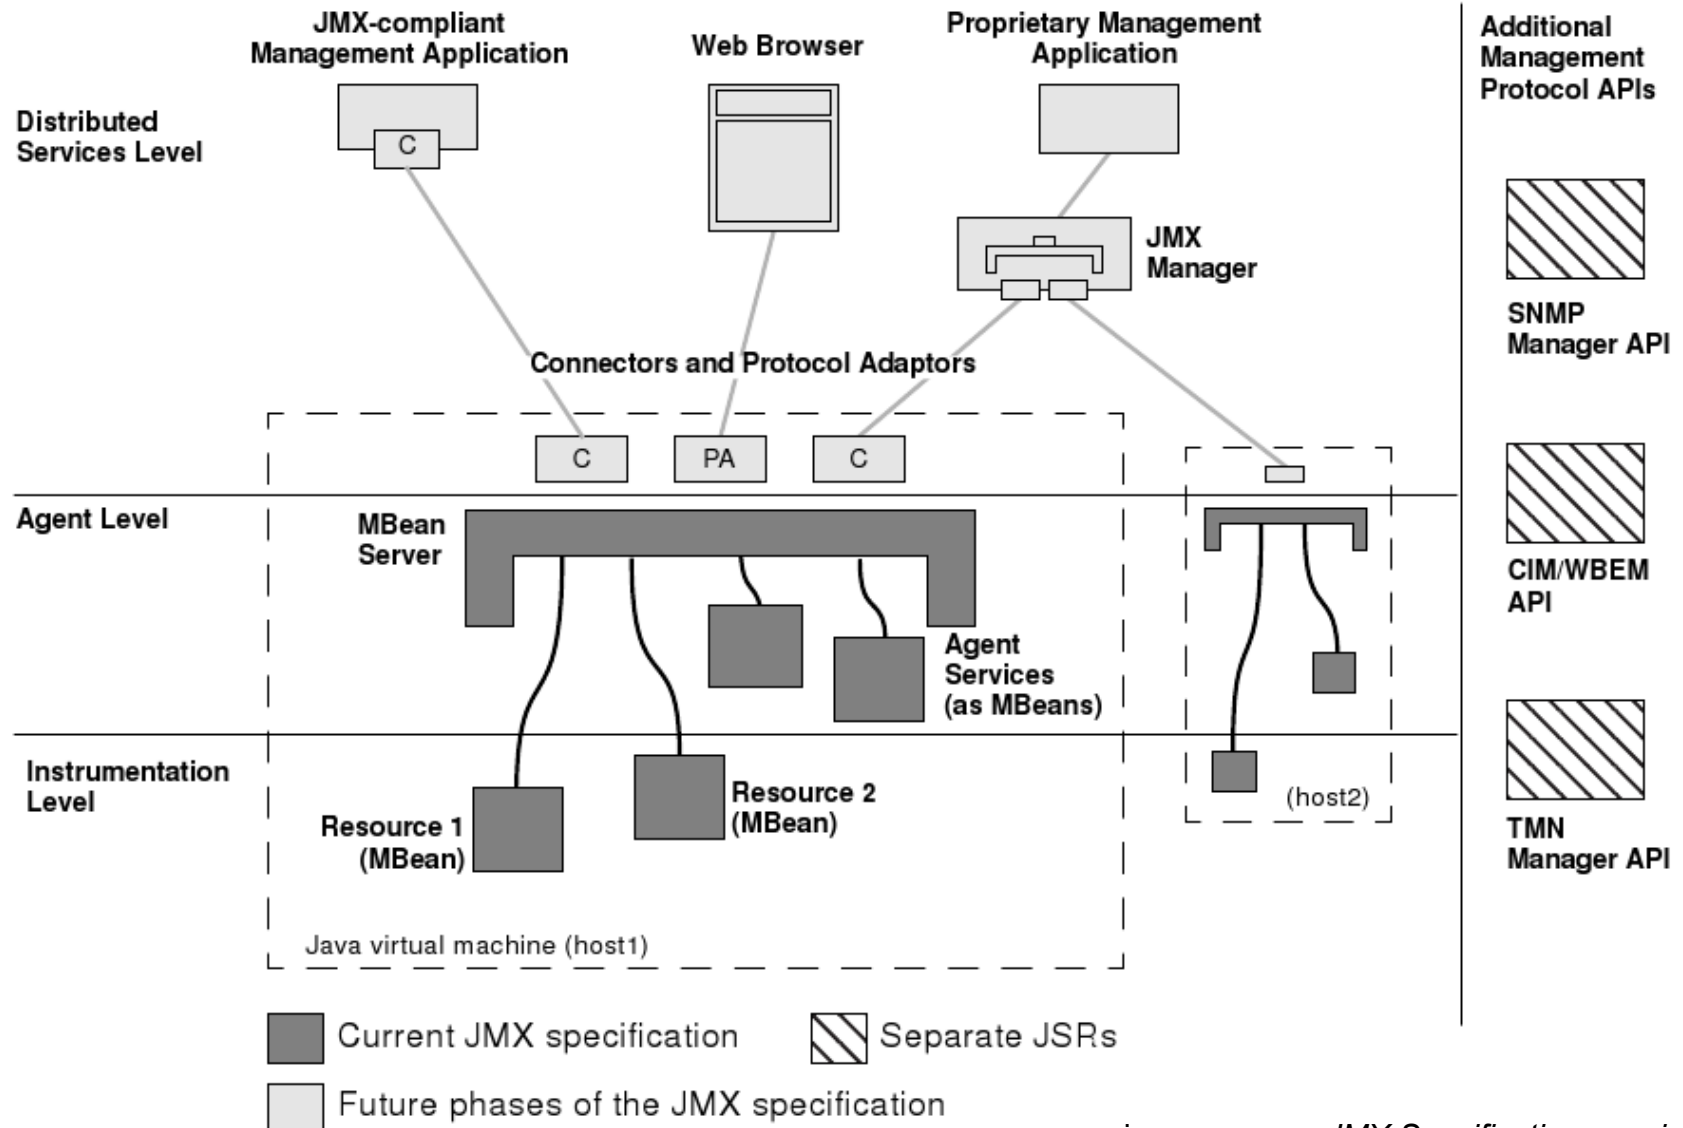 JMX-compliant
Management Application
Web Browser
Proprietary Management
Application
Additional
Management
Protocol APIs
Distributed
Services Level
C
JMX
Manager
SNMP
Manager API
Connectors and Protocol Adaptors
C
PA
C
Agent Level
MBean
Server
CIM/WBEM
API
Agent
Services
(as MBeans)
Instrumentation
Level
Resource 1
(MBean)
Resource 2
(MBean)
(host2)
TMN
Manager API
Java virtual machine (host1)
Current JMX specification
Separate JSRs
Future phases of the JMX specification